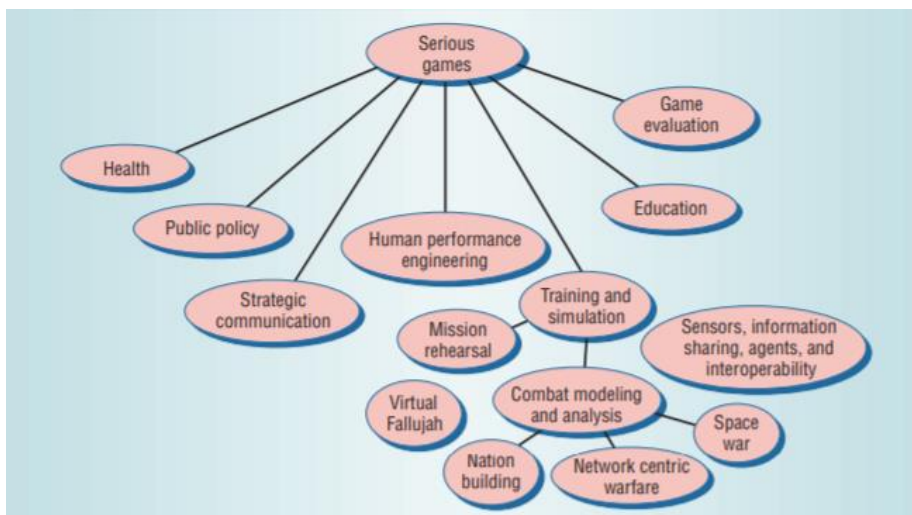 Serious
games
Game
evaluation
Health
Education
Public policy
Human performance
engineering
Strategic
communication
Training and
simulation
Mission
rehearsal
Sensors, information
sharing, agents, and
interoperability
Virtual
Fallujah
Combat modeling
and analysis
Space
war
Nation
building
Network centric
warfare